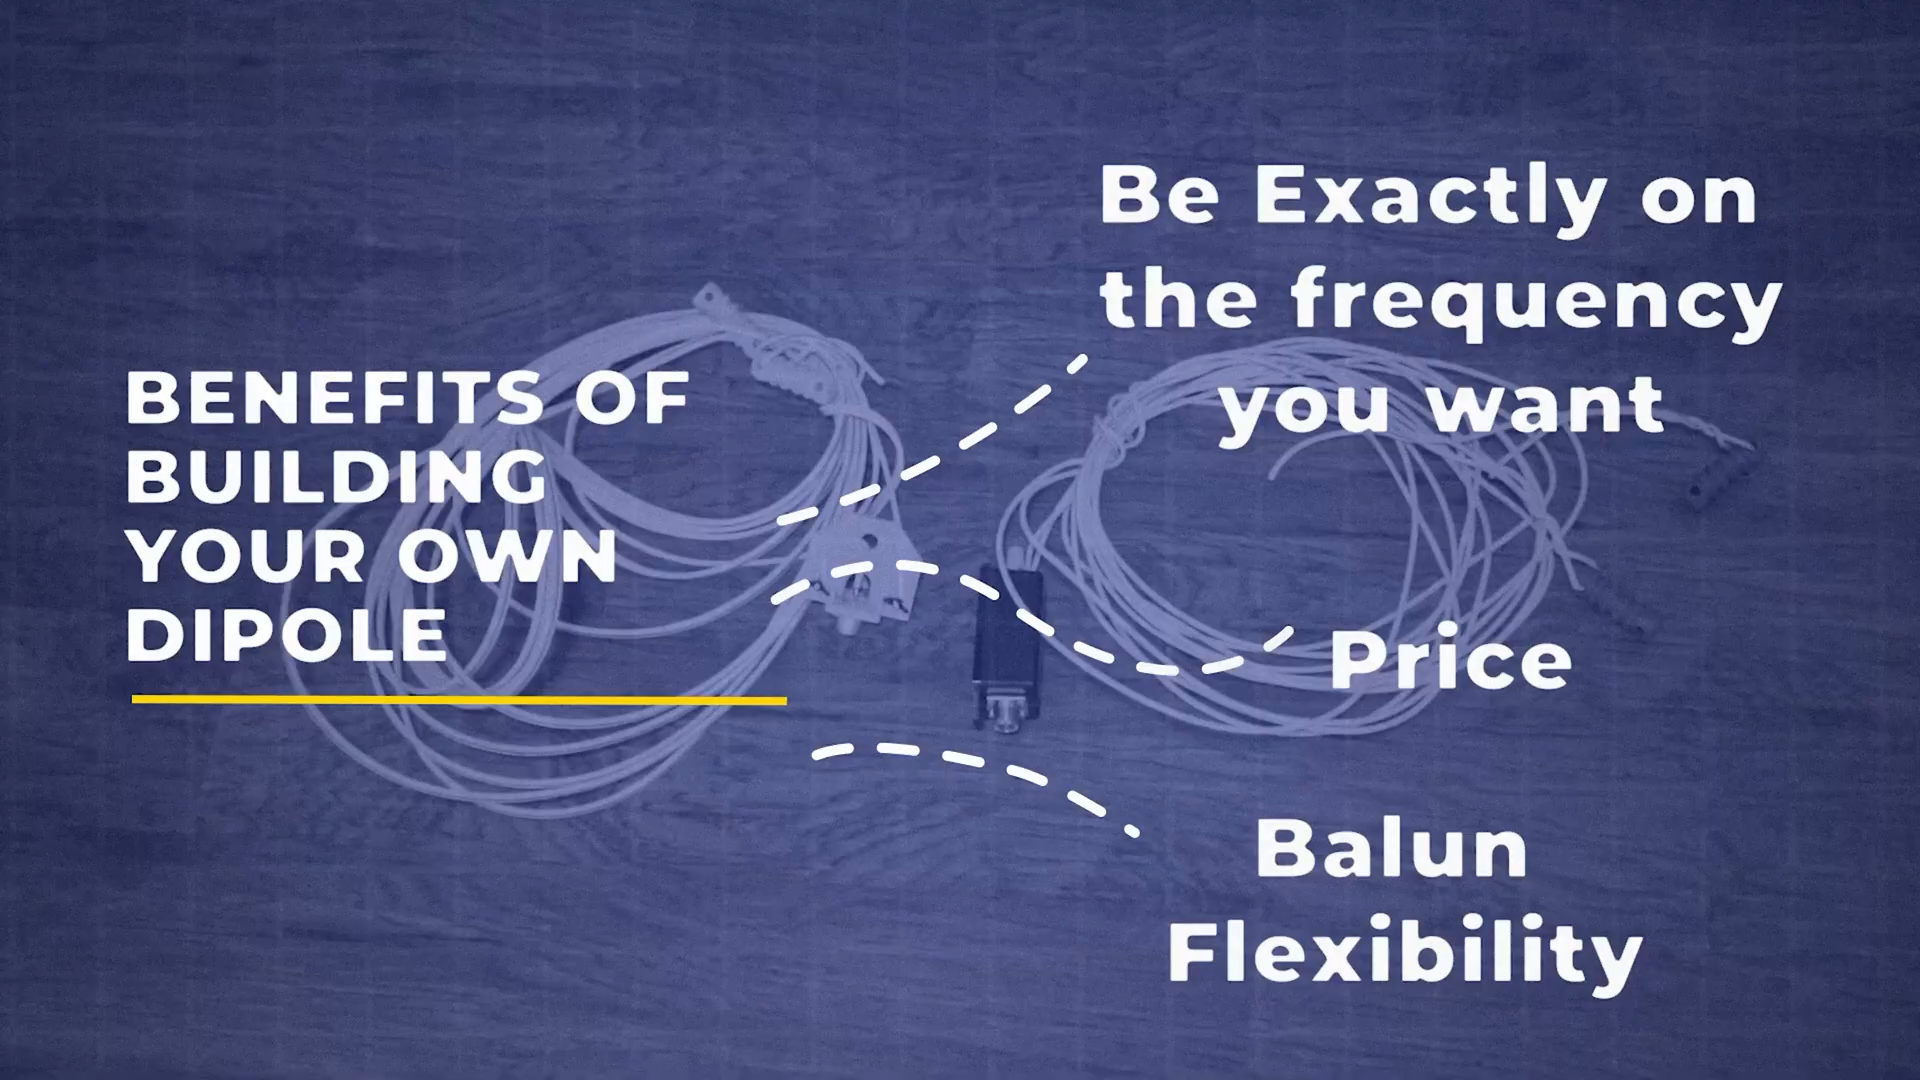 BENEFITS OF
BUILDING
YOUR OWN
DIPOLE
Be Exactly on
the frequency
you want
Price
Balun
Flexibility